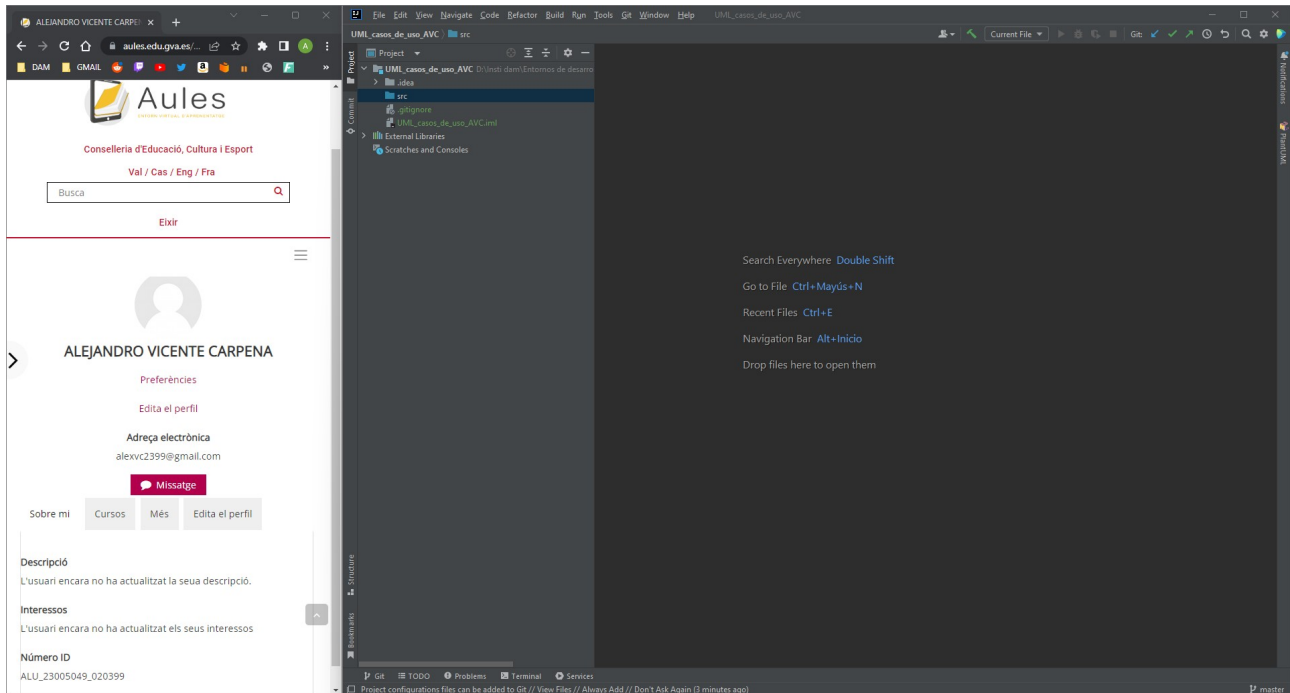 ALEJANDRO VICENTE CARPE
aules.edu.gva.es/...
DAM GMAIL
Aules
Conselleria d'Educació, Cultura i Esport
Val / Cas / Eng / Fra
Busca
Eixir
ALEJANDRO VICENTE CARPENA
Preferències
Edita el perfil
Adreça electrònica
alexvc2399@gmail.com
Missatge
Sobre mi Cursos Més Edita el perfil
Descripció
L'usuari encara no ha actualitzat la seua descripció.
Interessos
L'usuari encara no ha actualitzat els seus interessos
Número ID
ALU_23005049_020399
File Edit View Navigate Code Refactor Build Run Tools Git Window Help UML_casos_de_uso_AVC
UML_casos_de_uso_AVC src
Current File Git:
Project
Project
Commit
UML_casos_de_uso_AVC D:\insti dam\Entornos de desarro
.idea
src
.gitignore
UML_casos_de_uso_AVC.iml
External Libraries
Scratches and Consoles
Search Everywhere Double Shift
Go to File Ctrl+Mayús+N
Recent Files Ctrl+E
Navigation Bar Alt+Inicio
Drop files here to open them
Notifications
PlantUML
Structure
Bookmarks
Git TODO Problems Terminal Services
Project configurations files can be added to Git // View Files // Always Add // Don't Ask Again (3 minutes ago)
master